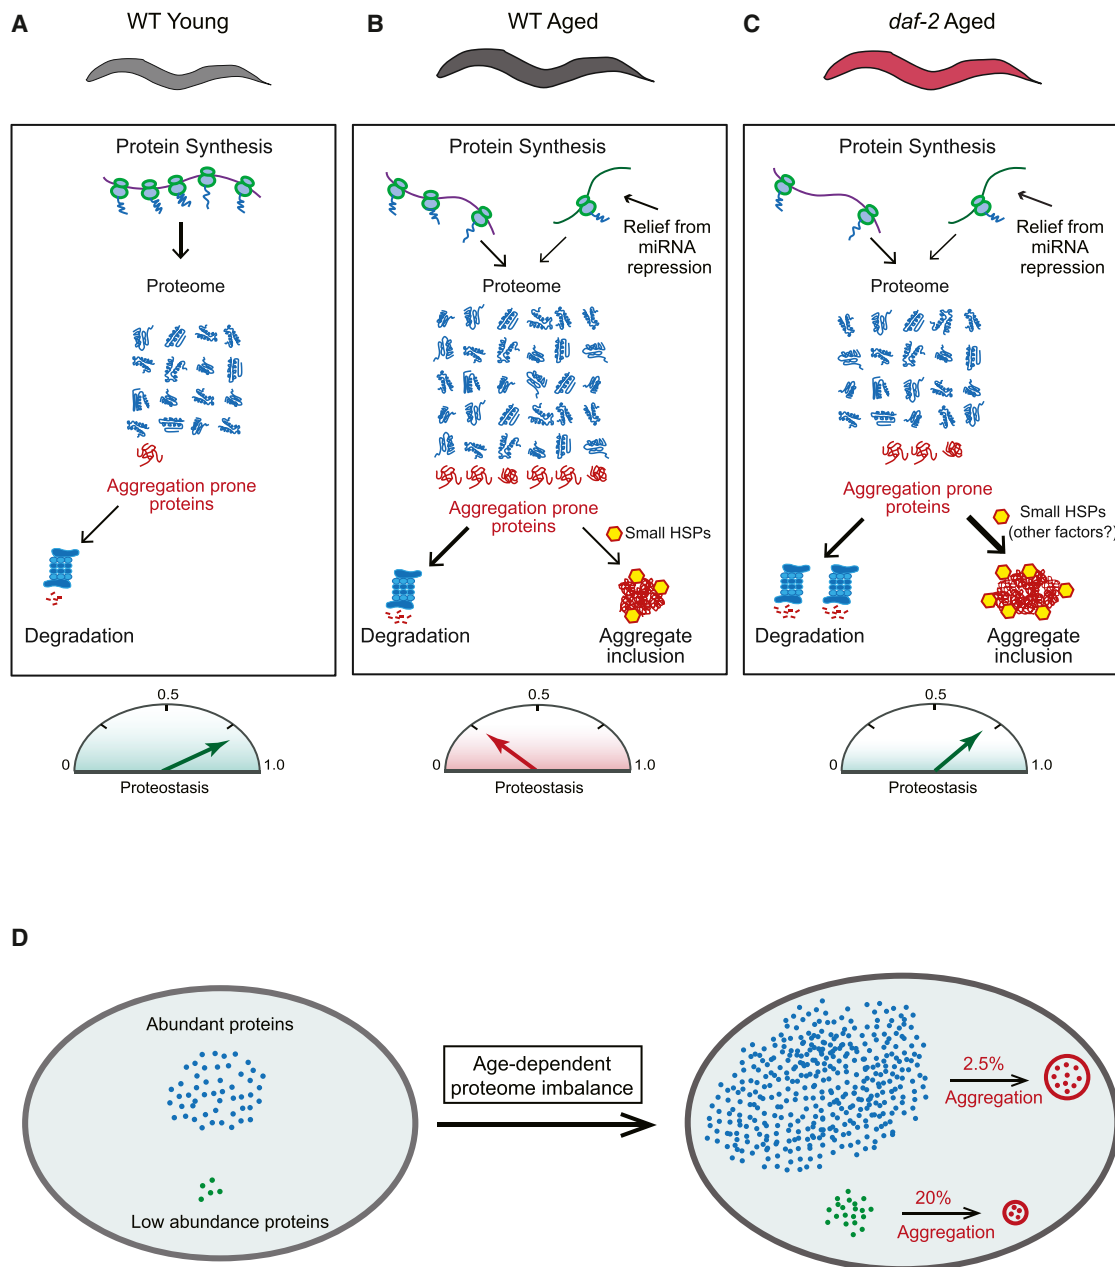 A
WT Young
Protein Synthesis
Proteome
Aggregation prone
proteins
Degradation
0
0.5
1.0
Proteostasis
B
WT Aged
Protein Synthesis
Relief from
miRNA
repression
Proteome
Aggregation prone
proteins
Small HSPs
Degradation
Aggregate
inclusion
0
0.5
1.0
Proteostasis
C
daf-2 Aged
Protein Synthesis
Relief from
miRNA
repression
Proteome
Aggregation prone
proteins
Small HSPs
(other factors?)
Degradation
Aggregate
inclusion
0
0.5
1.0
Proteostasis
D
Abundant proteins
Low abundance proteins
Age-dependent
proteome imbalance
2.5%
Aggregation
20%
Aggregation